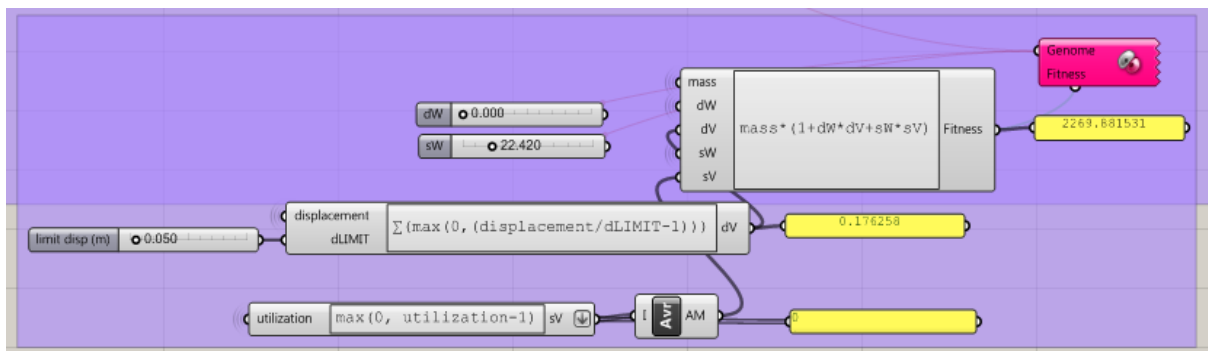 Genome
Fitness
mass
dW
dV
sW
sV
mass*(1+dW*dV+sW*sV)
Fitness
2269.881531
dW
0.000
sW
22.420
displacement
dLIMIT
∑(max(0,(displacement/dLIMIT-1)))
dV
0.176258
limit disp (m)
0.050
utilization
max(0, utilization-1)
sV
I
Avr
AM
0